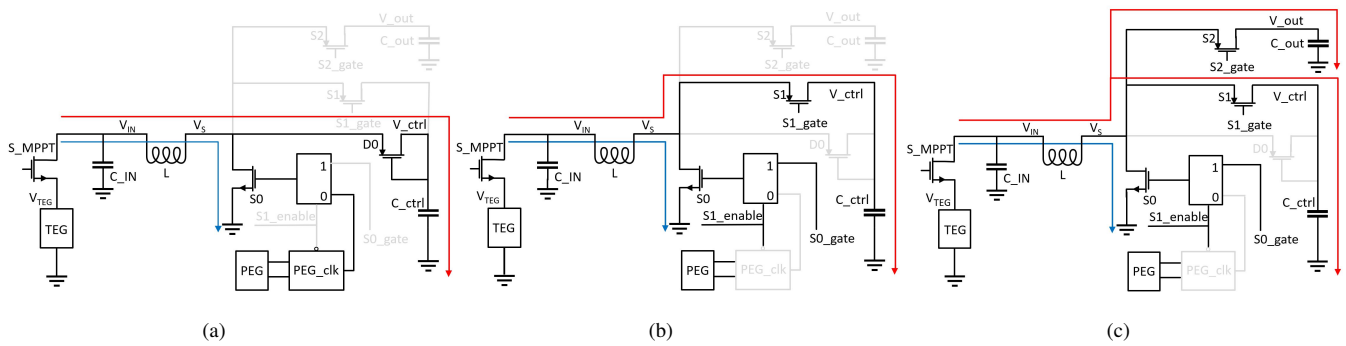 V_out
S2
C_out
S2_gate
S1
V_ctrl
S1_gate
V_IN
V_S
S_MPPT
D0
C_IN
L
1
S0
0
V_TEG
S1_enable
C_ctrl
TEG
S0_gate
PEG
PEG_clk
(a)
V_out
S2
C_out
S2_gate
S1
V_ctrl
S1_gate
V_IN
V_S
S_MPPT
D0
C_IN
L
1
S0
0
V_TEG
S1_enable
C_ctrl
TEG
S0_gate
PEG
PEG_clk
(b)
V_out
S2
C_out
S2_gate
S1
V_ctrl
S1_gate
V_IN
V_S
S_MPPT
D0
C_IN
L
1
S0
0
V_TEG
S1_enable
C_ctrl
TEG
S0_gate
PEG
PEG_clk
(c)